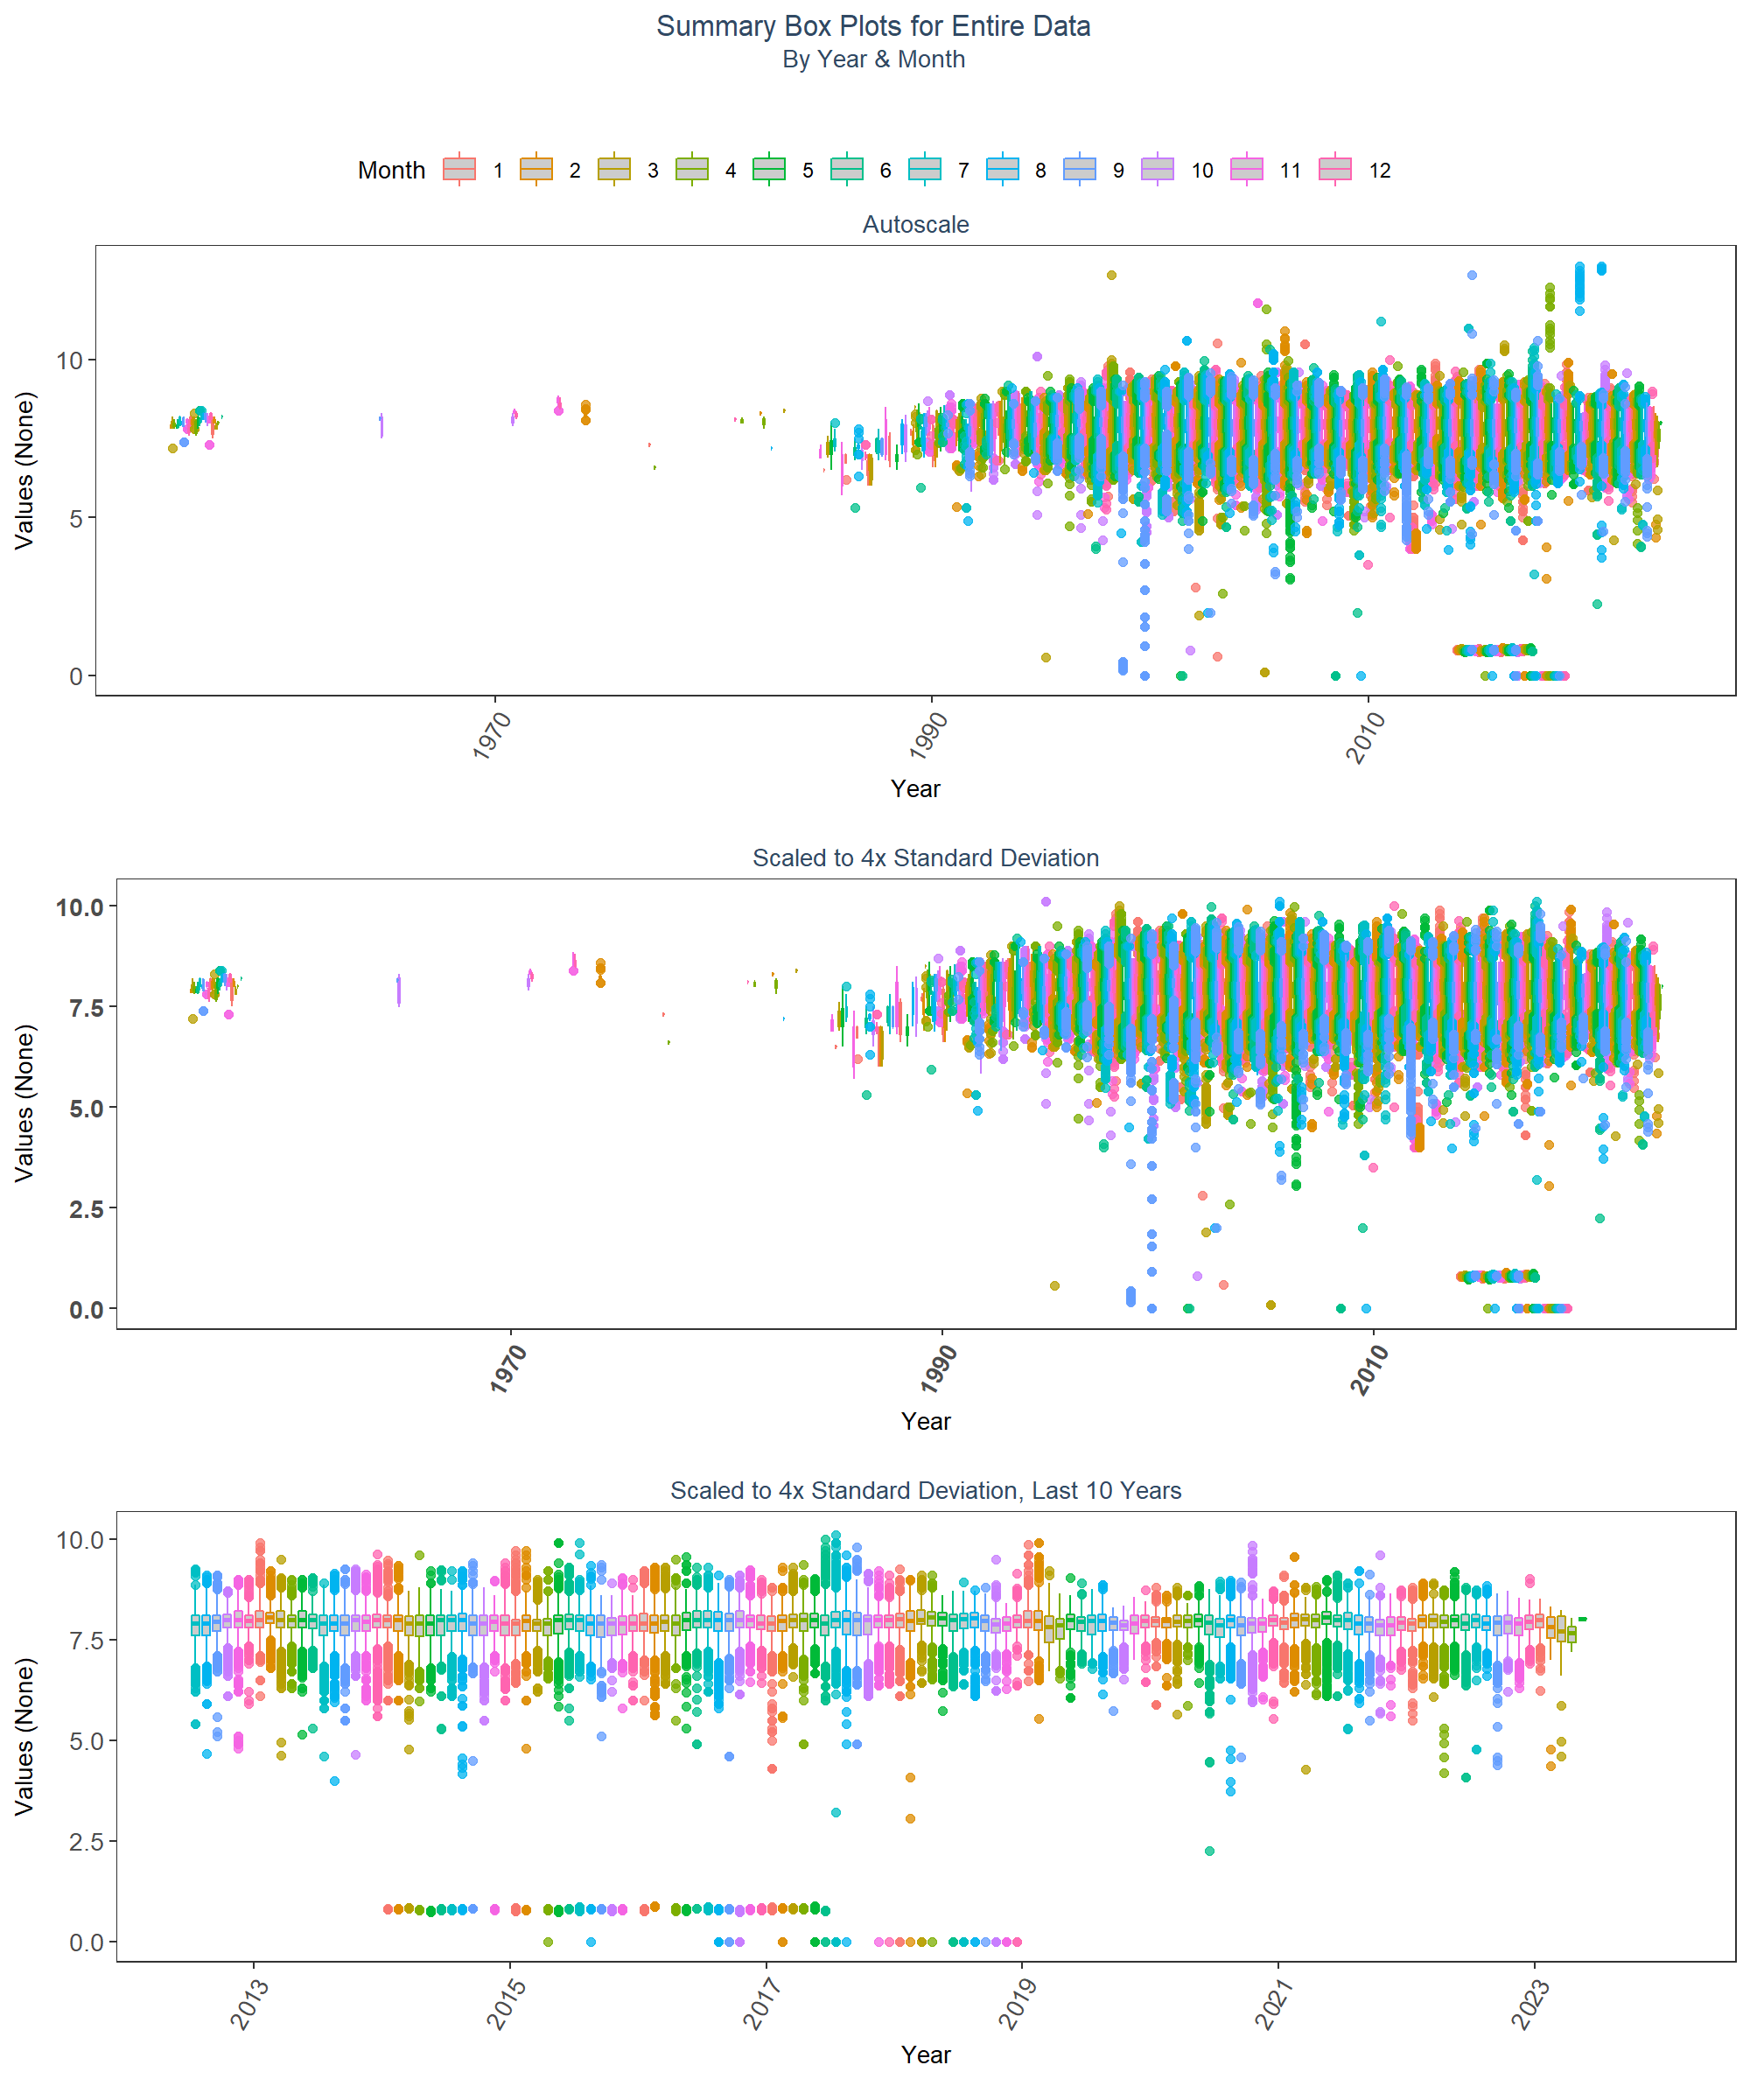 Summary Box Plots for Entire Data
By Year & Month
Month 1 2 3 4 5 6 7 8 9 10 11 12
Autoscale
Values (None)
10
5
0
1970 1990 2010
Year
Scaled to 4x Standard Deviation
Values (None)
10.0
7.5
5.0
2.5
0.0
1970 1990 2010
Year
Scaled to 4x Standard Deviation, Last 10 Years
Values (None)
10.0
7.5
5.0
2.5
0.0
2013 2015 2017 2019 2021 2023
Year